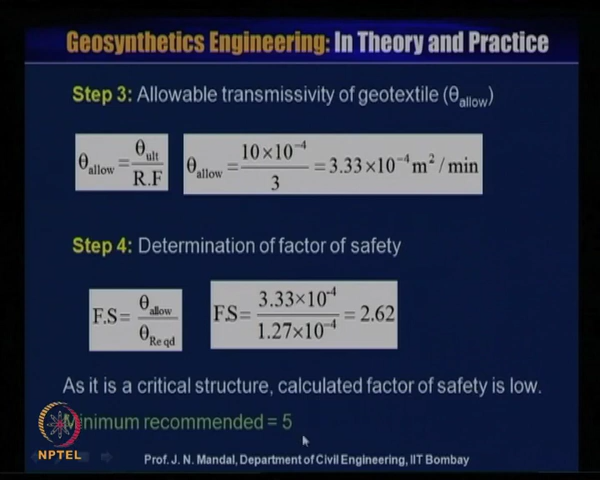 Geosynthetics Engineering: In Theory and Practice
Step 3: Allowable transmissivity of geotextile (θallow)
θallow = θult / R.F
θallow = 10×10⁻⁴ / 3 = 3.33×10⁻⁴ m² / min
Step 4: Determination of factor of safety
F.S = θallow / θReqd
F.S = 3.33×10⁻⁴ / 1.27×10⁻⁴ = 2.62
As it is a critical structure, calculated factor of safety is low.
Minimum recommended = 5
NPTEL
Prof. J. N. Mandal, Department of Civil Engineering, IIT Bombay